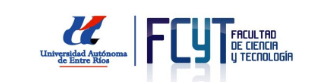 Universidad Autónoma
de Entre Ríos
FCYT
FACULTAD
DE CIENCIA
y TECNOLOGÍA